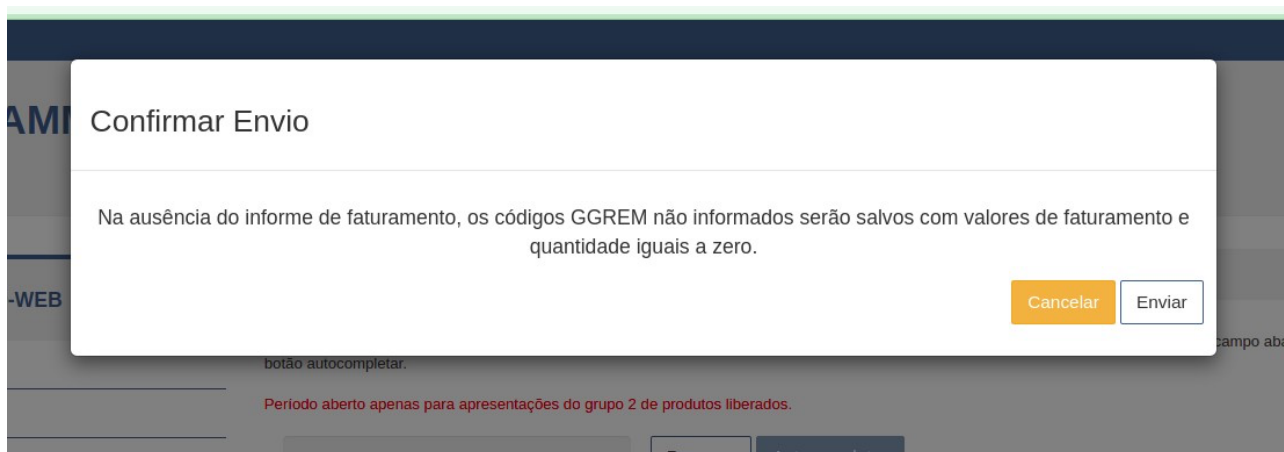 AMM
Confirmar Envio
Na ausência do informe de faturamento, os códigos GGREM não informados serão salvos com valores de faturamento e
quantidade iguais a zero.
-WEB
Cancelar
Enviar
campo aba
botão autocompletar.
Período aberto apenas para apresentações do grupo 2 de produtos liberados.